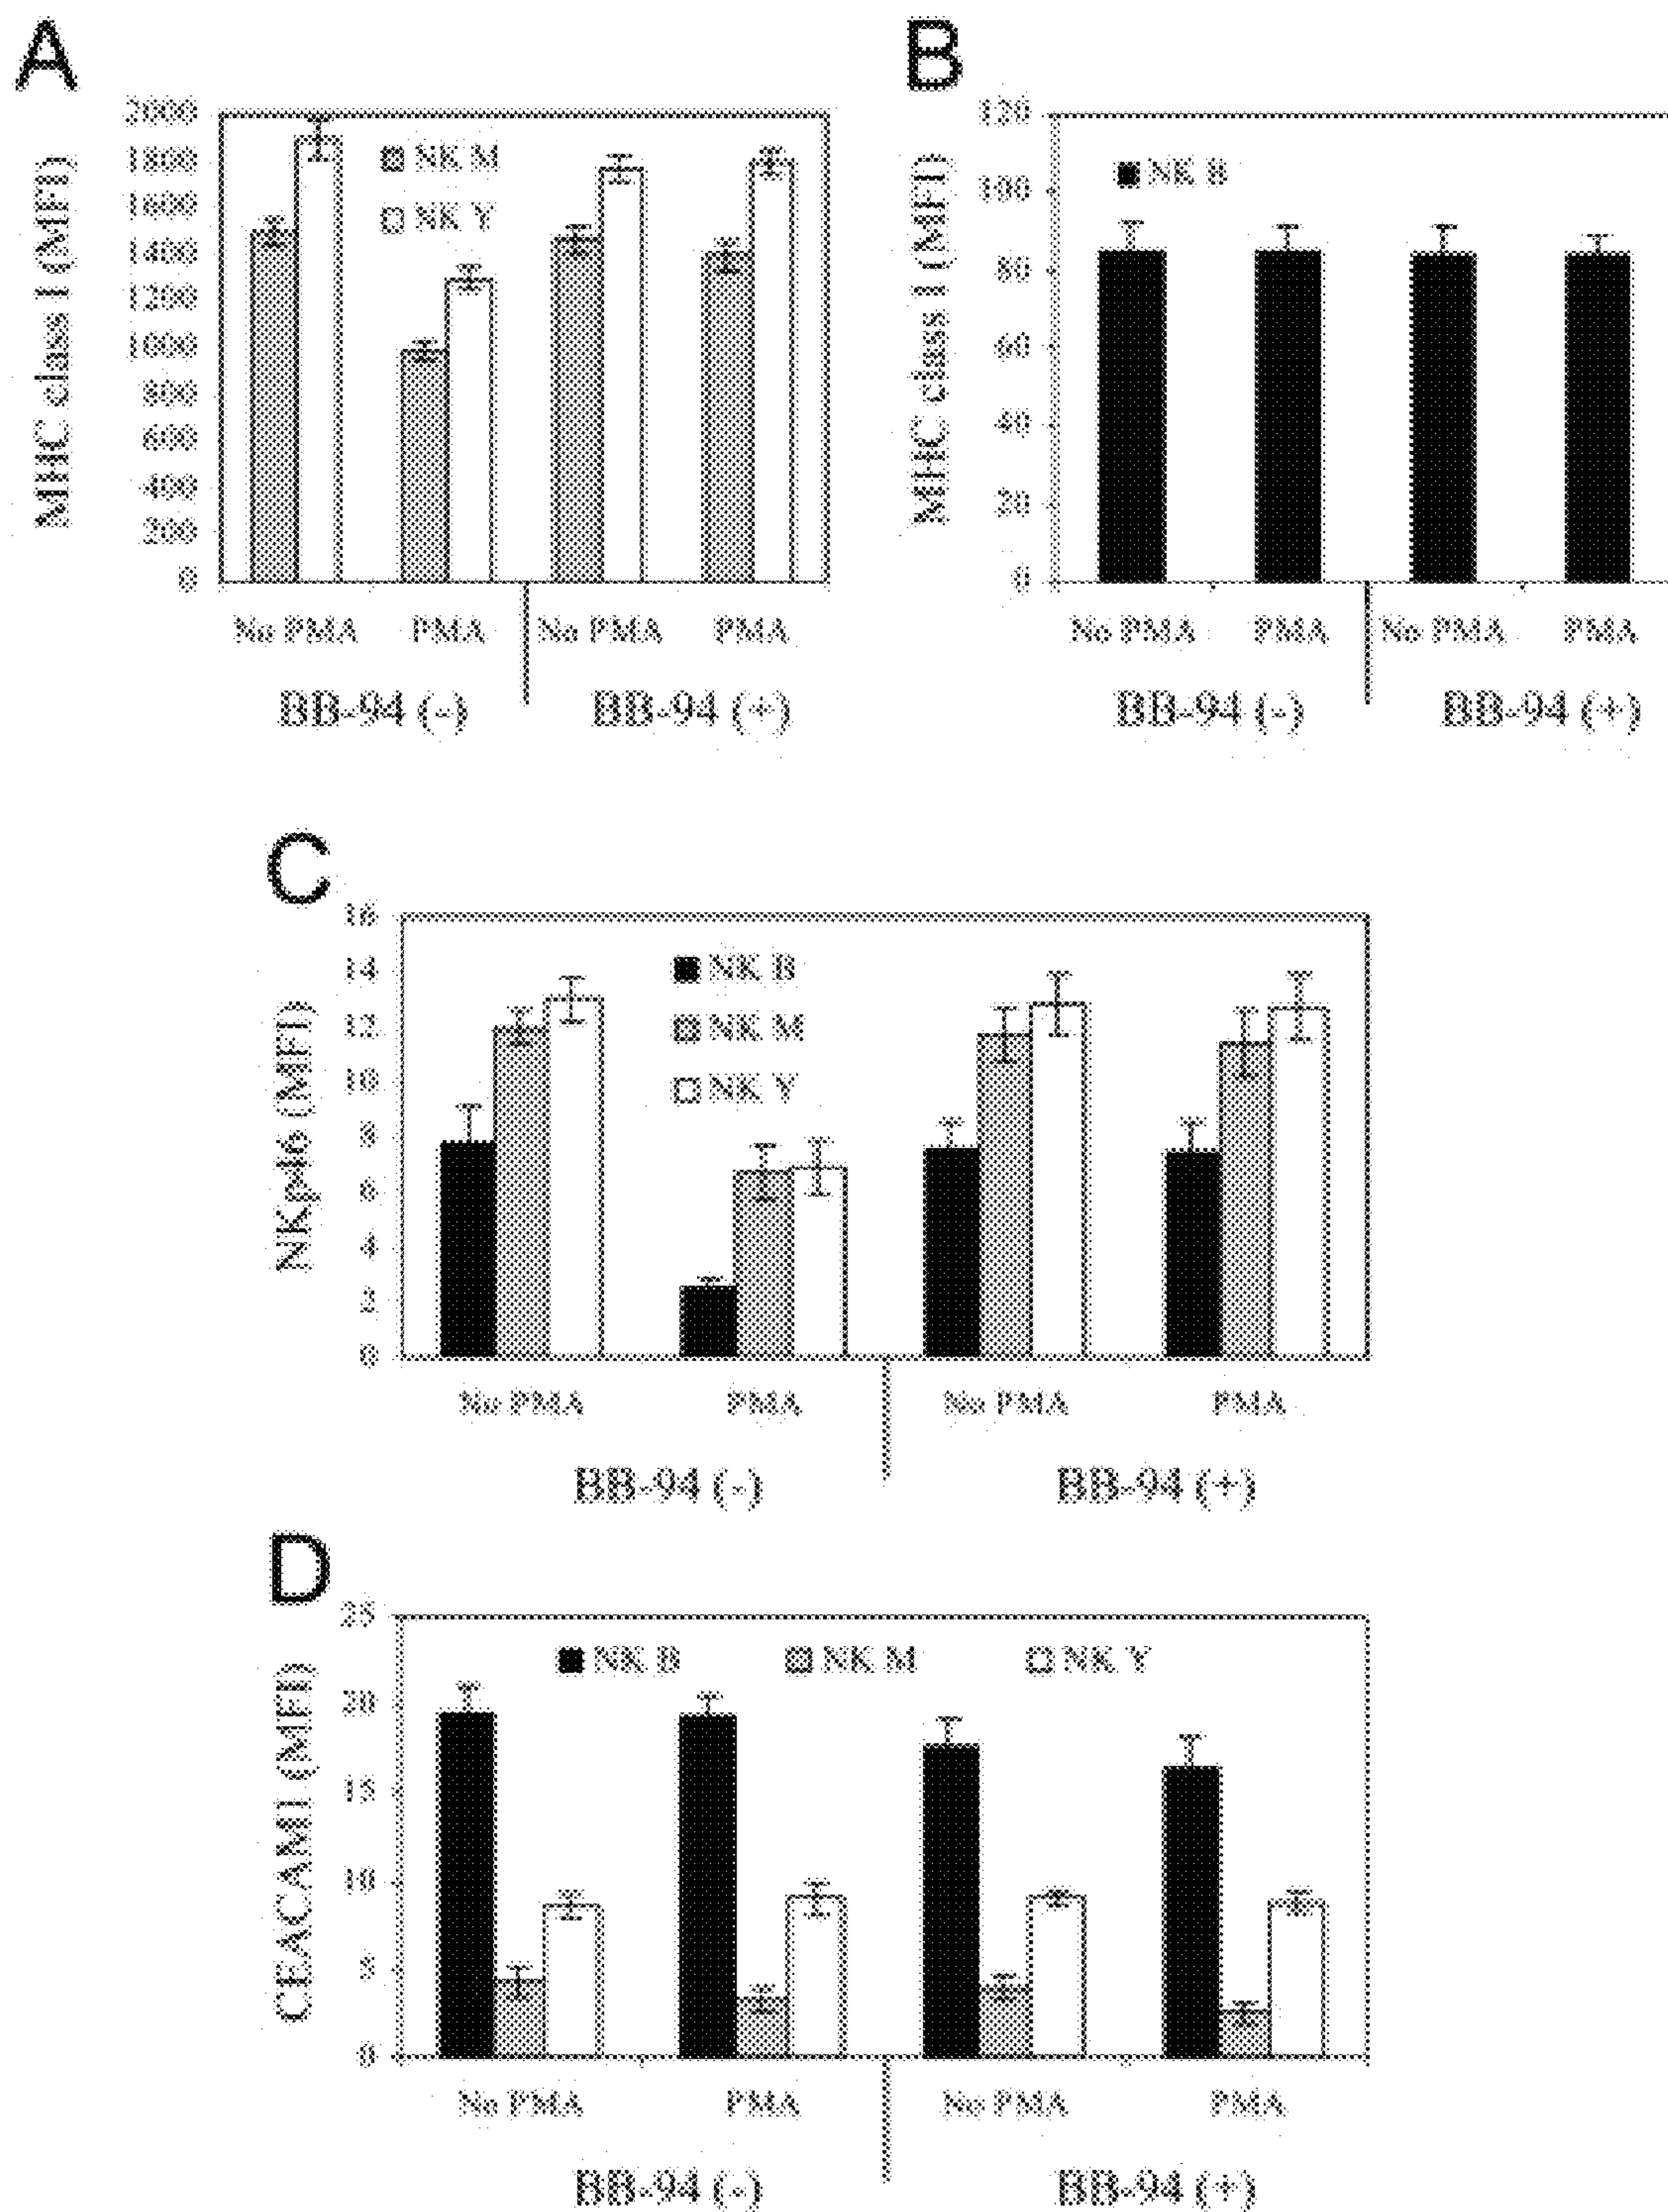 A
MHC class I (MFI)
2000
1800
1600
1400
1200
1000
800
600
400
200
0
NK M
NK Y
No PMA PMA No PMA PMA
BB-94 (-) BB-94 (+)
B
MHC class I (MFI)
120
100
80
60
40
20
0
NK B
No PMA PMA No PMA PMA
BB-94 (-) BB-94 (+)
C
NKp46 (MFI)
16
14
12
10
8
6
4
2
0
NK B
NK M
NK Y
No PMA PMA No PMA PMA
BB-94 (-) BB-94 (+)
D
CEACAM1 (MFI)
25
20
15
10
5
0
NK B NK M NK Y
No PMA PMA No PMA PMA
BB-94 (-) BB-94 (+)